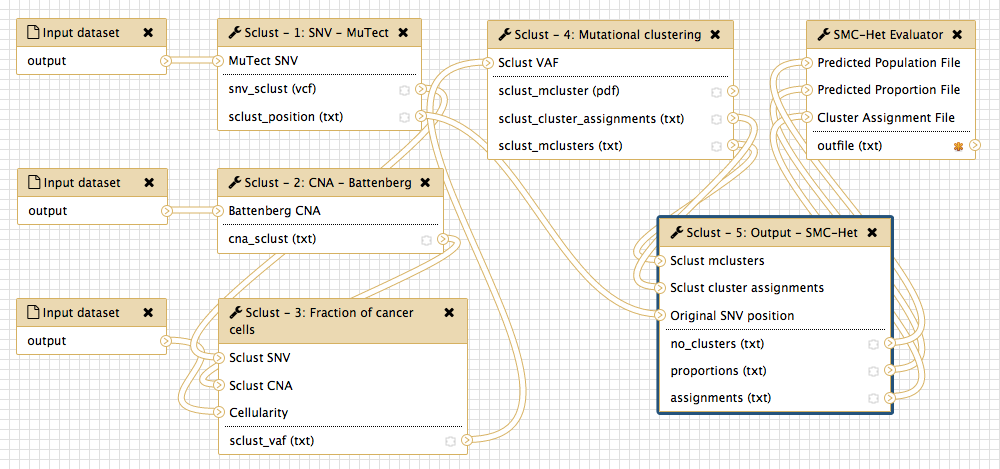 Input dataset
output
Sclust - 1: SNV - MuTect
MuTect SNV
snv_sclust (vcf)
sclust_position (txt)
Sclust - 4: Mutational clustering
Sclust VAF
sclust_mcluster (pdf)
sclust_cluster_assignments (txt)
sclust_mclusters (txt)
SMC-Het Evaluator
Predicted Population File
Predicted Proportion File
Cluster Assignment File
outfile (txt)
Input dataset
output
Sclust - 2: CNA - Battenberg
Battenberg CNA
cna_sclust (txt)
Sclust - 5: Output - SMC-Het
Sclust mclusters
Sclust cluster assignments
Original SNV position
no_clusters (txt)
proportions (txt)
assignments (txt)
Input dataset
output
Sclust - 3: Fraction of cancer
cells
Sclust SNV
Sclust CNA
Cellularity
sclust_vaf (txt)